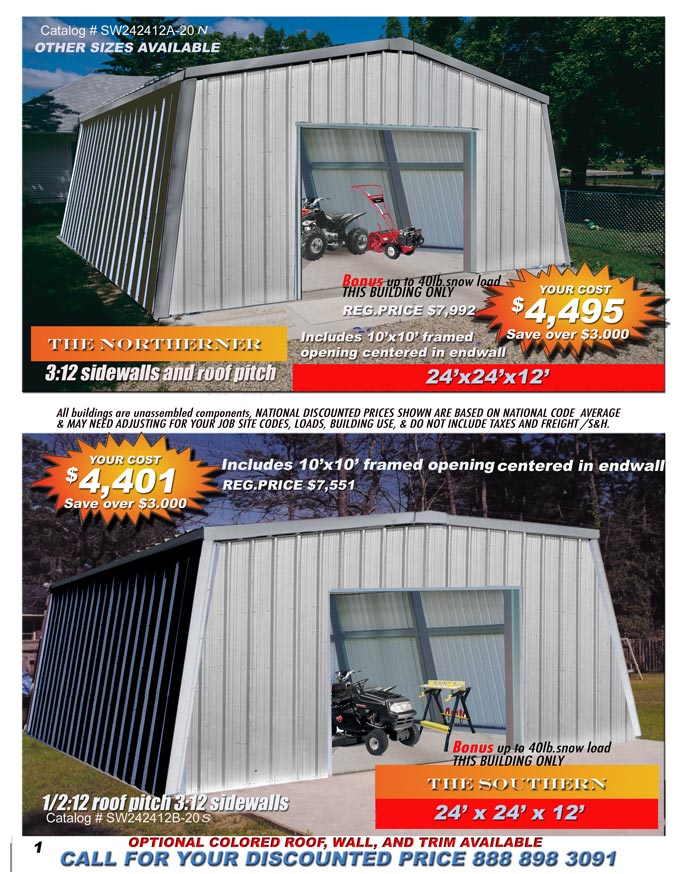 Catalog # SW242412A-20 N
OTHER SIZES AVAILABLE
Bonus up to 40lb.snow load
THIS BUILDING ONLY
REG.PRICE $7,992
YOUR COST
$4,495
Save over $3.000
THE NORTHERNER
Includes 10'x10' framed
opening centered in endwall
3:12 sidewalls and roof pitch
24'x24'x12'
All buildings are unassembled components, NATIONAL DISCOUNTED PRICES SHOWN ARE BASED ON NATIONAL CODE AVERAGE
& MAY NEED ADJUSTING FOR YOUR JOB SITE CODES, LOADS, BUILDING USE, & DO NOT INCLUDE TAXES AND FREIGHT /S&H.
YOUR COST
$4,401
Save over $3.000
Includes 10'x10' framed opening centered in endwall
REG.PRICE $7,551
Bonus up to 40lb.snow load
THIS BUILDING ONLY
THE SOUTHERN
24' x 24' x 12'
1/2:12 roof pitch 3:12 sidewalls
Catalog # SW242412B-20 S
1
OPTIONAL COLORED ROOF, WALL, AND TRIM AVAILABLE
CALL FOR YOUR DISCOUNTED PRICE 888 898 3091